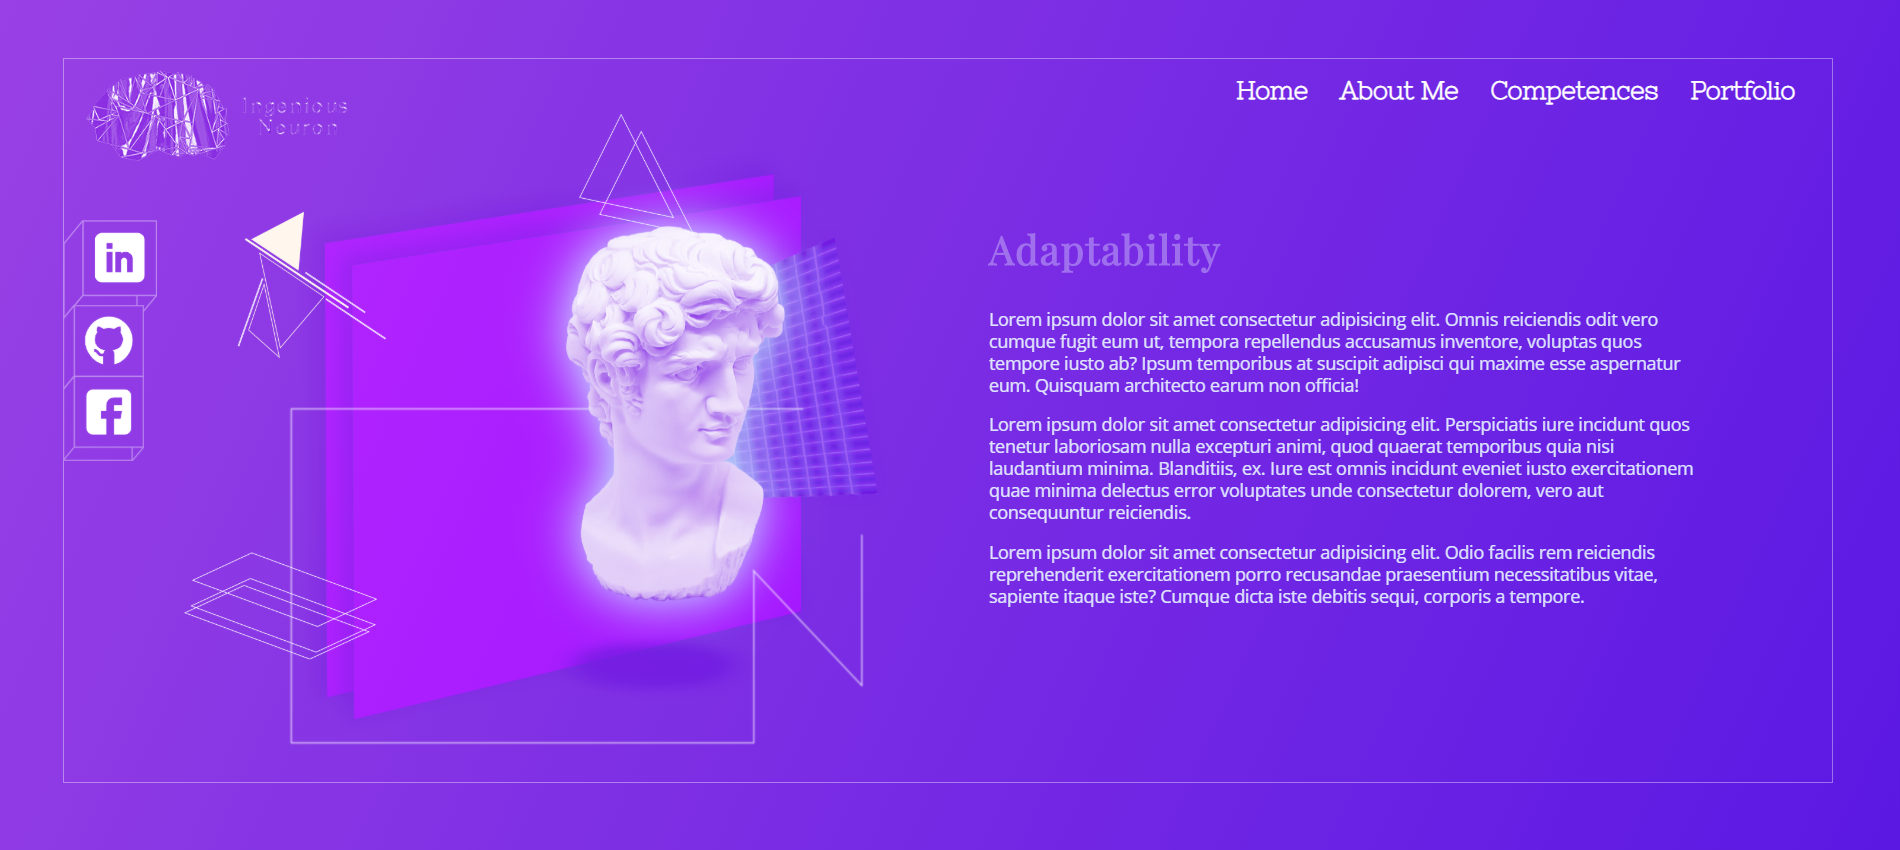 Ingenious
Neuron
Home About Me Competences Portfolio
in
Adaptability
Lorem ipsum dolor sit amet consectetur adipisicing elit. Omnis reiciendis odit vero
cumque fugit eum ut, tempora repellendus accusamus inventore, voluptas quos
tempore iusto ab? Ipsum temporibus at suscipit adipisci qui maxime esse aspernatur
eum. Quisquam architecto earum non officia!
Lorem ipsum dolor sit amet consectetur adipisicing elit. Perspiciatis iure incidunt quos
tenetur laboriosam nulla excepturi animi, quod quaerat temporibus quia nisi
laudantium minima. Blanditiis, ex. Iure est omnis incidunt eveniet iusto exercitationem
quae minima delectus error voluptates unde consectetur dolorem, vero aut
consequuntur reiciendis.
Lorem ipsum dolor sit amet consectetur adipisicing elit. Odio facilis rem reiciendis
reprehenderit exercitationem porro recusandae praesentium necessitatibus vitae,
sapiente itaque iste? Cumque dicta iste debitis sequi, corporis a tempore.